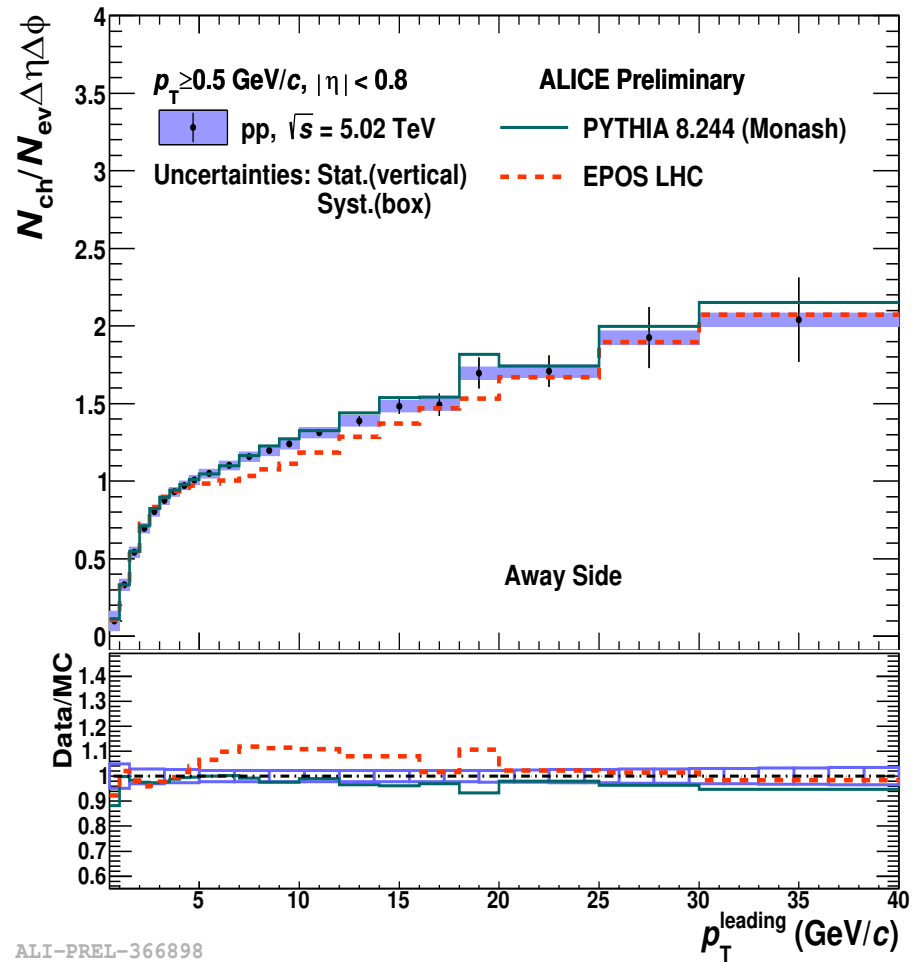 N_ch/N_ev ΔηΔϕ
4
3.5
3
2.5
2
1.5
1
0.5
0
p_T ≥0.5 GeV/c, |η| < 0.8
pp, √s = 5.02 TeV
Uncertainties: Stat.(vertical)
Syst.(box)
ALICE Preliminary
PYTHIA 8.244 (Monash)
EPOS LHC
Away Side
Data/MC
1.4
1.3
1.2
1.1
1
0.9
0.8
0.7
0.6
5 10 15 20 25 30 35 40
p_T^leading (GeV/c)
ALI-PREL-366898